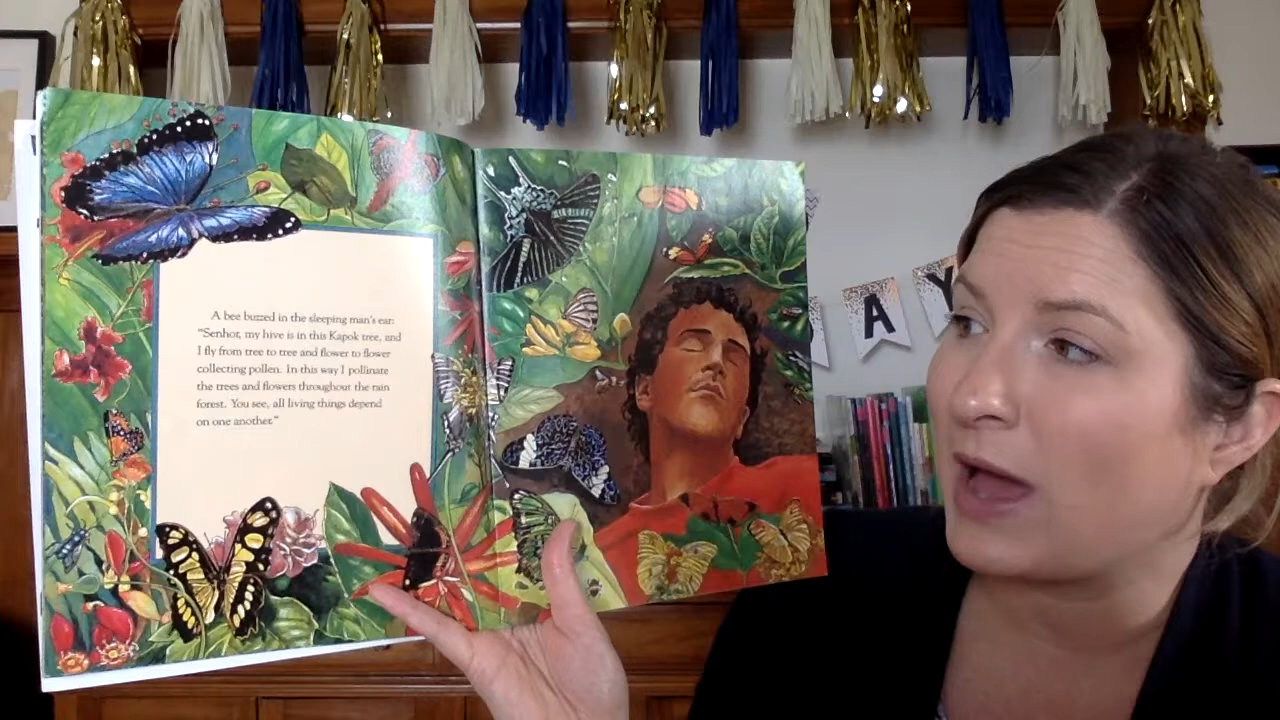 A bee buzzed in the sleeping man's ear:
"Senhor, my hive is in this Kapok tree, and
I fly from tree to tree and flower to flower
collecting pollen. In this way I pollinate
the trees and flowers throughout the rain
forest. You see, all living things depend
on one another."
A Y